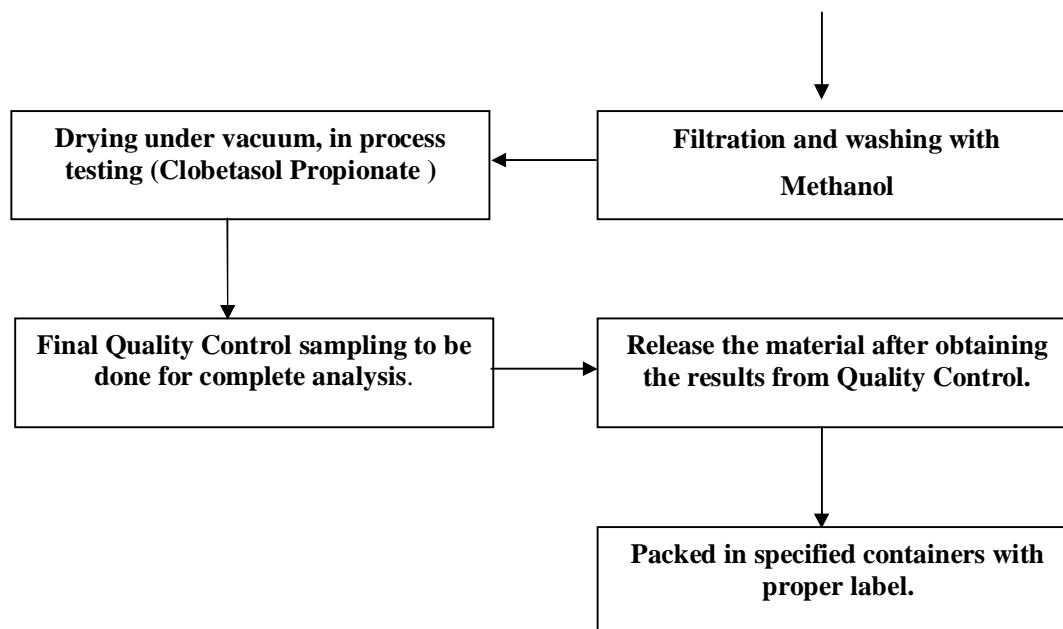 Filtration and washing with
Methanol
Drying under vacuum, in process
testing (Clobetasol Propionate )
Final Quality Control sampling to be
done for complete analysis.
Release the material after obtaining
the results from Quality Control.
Packed in specified containers with
proper label.